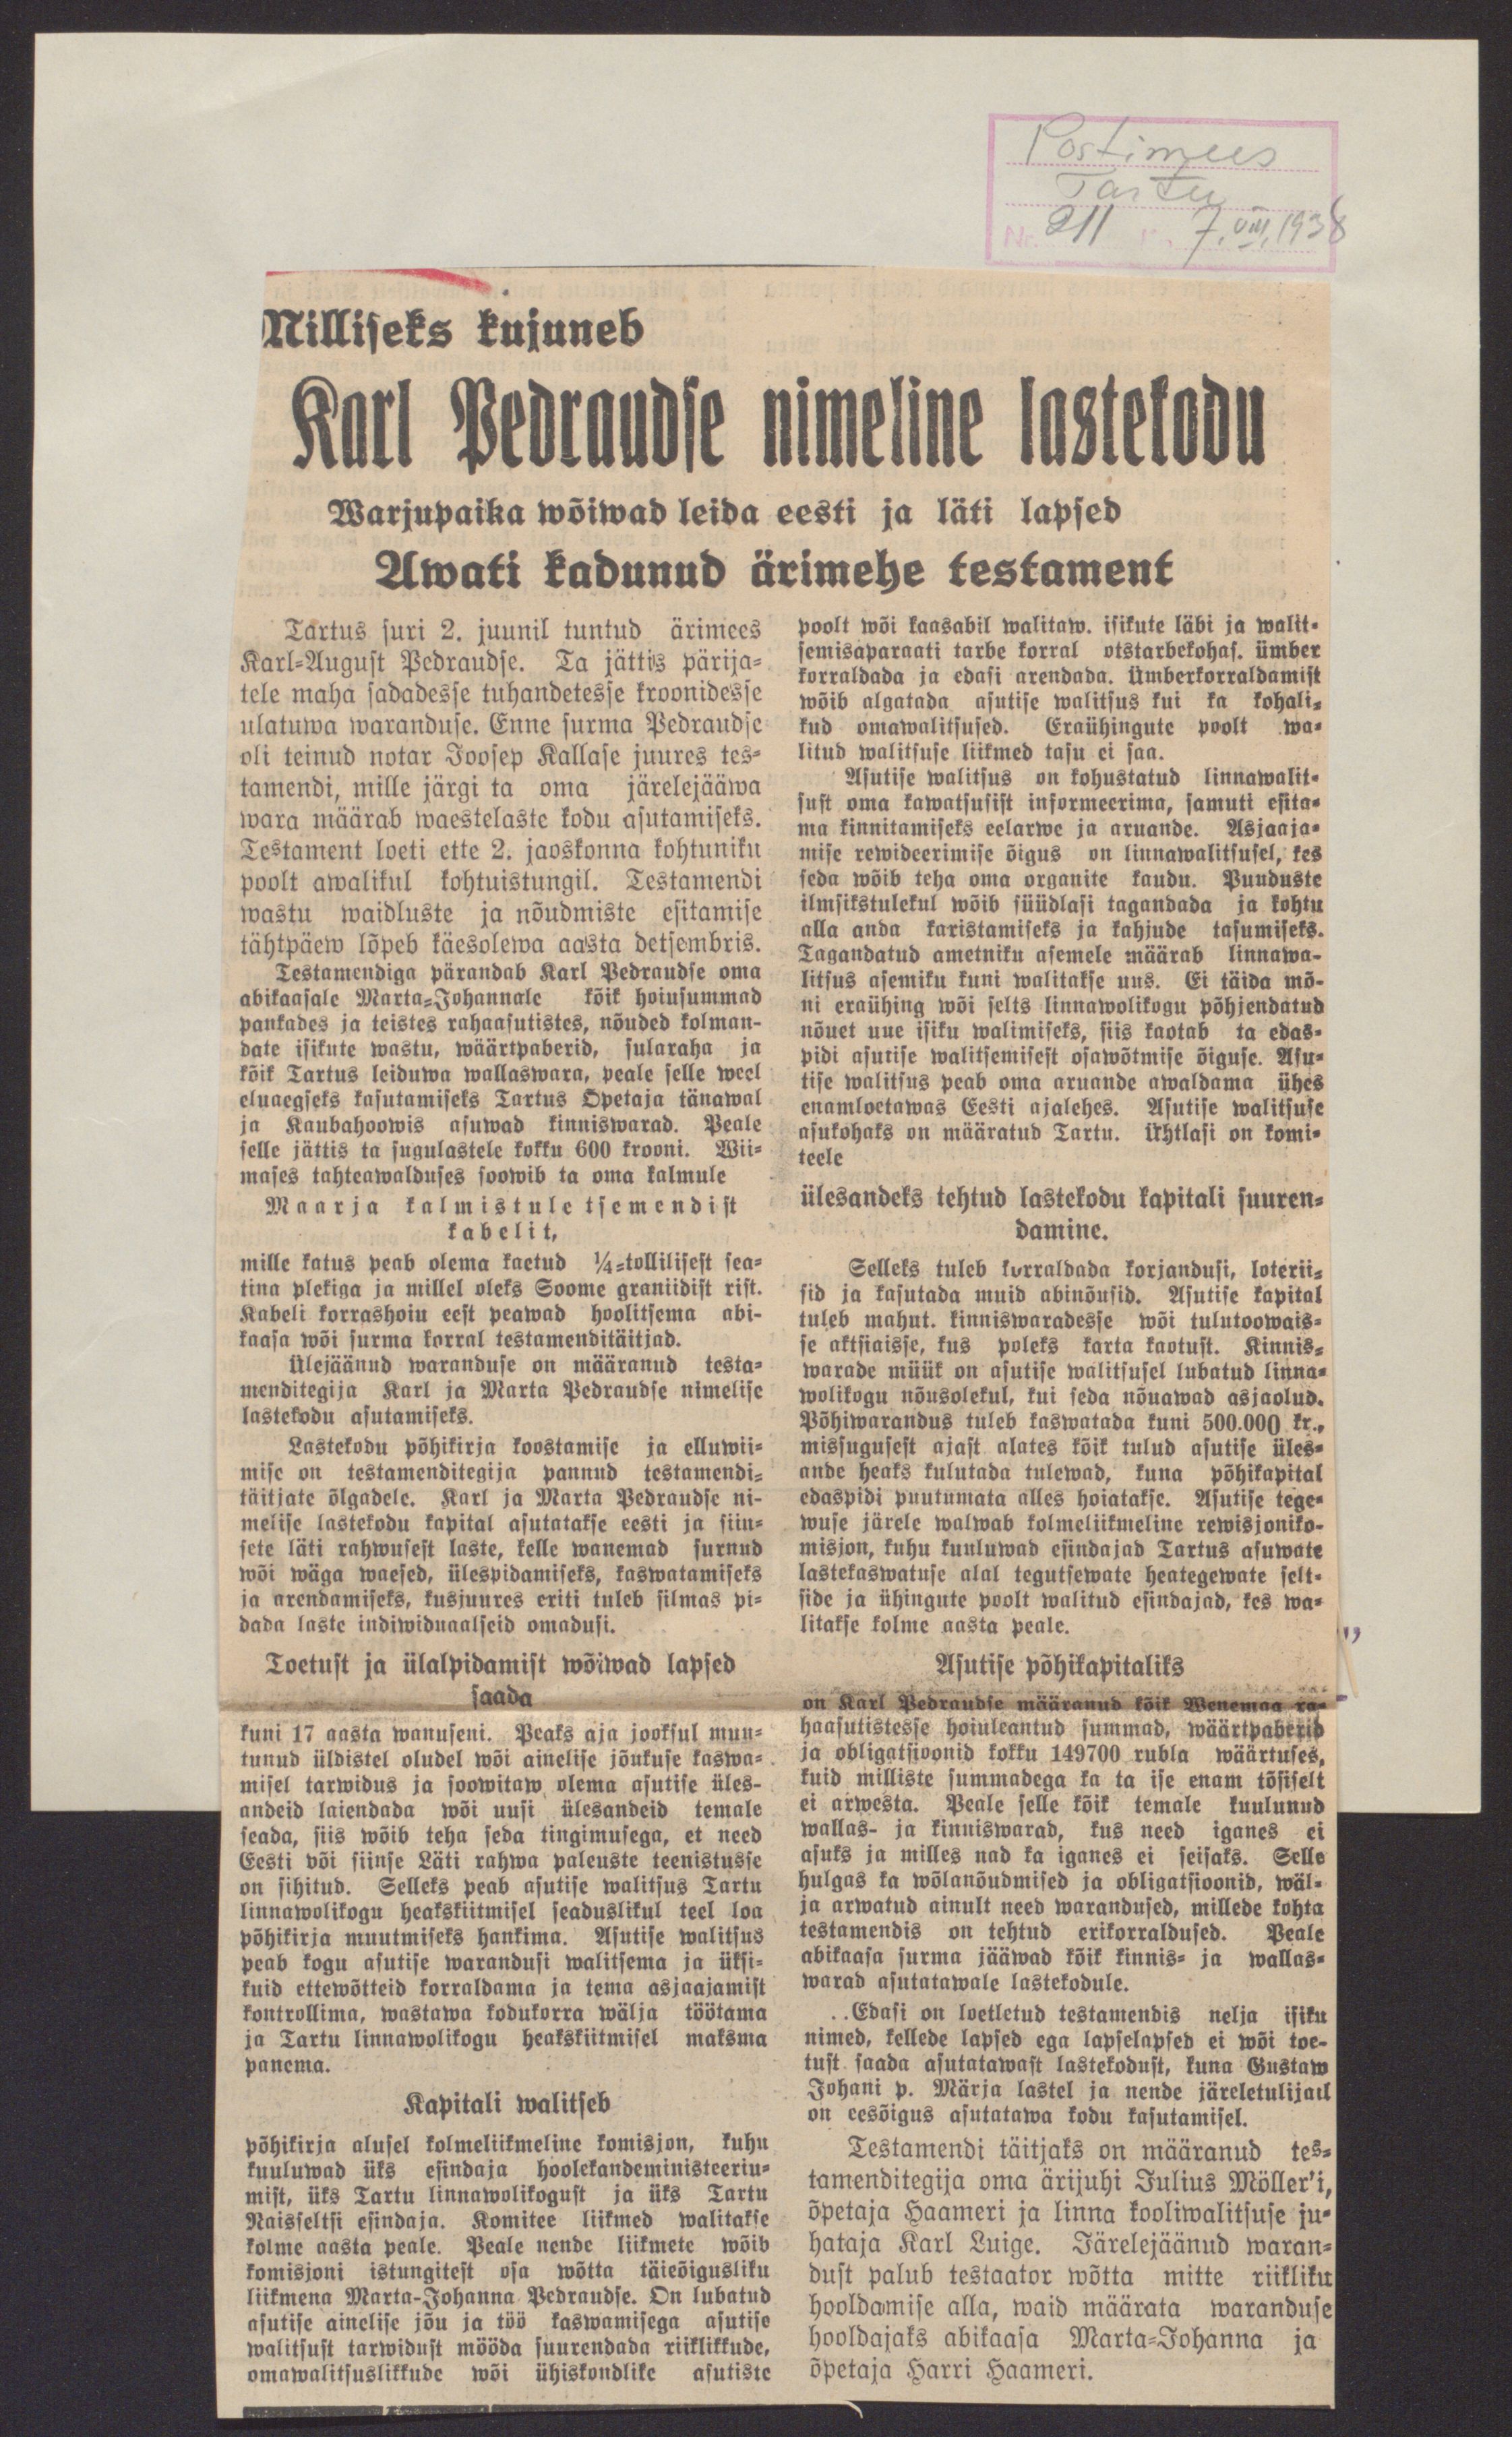 Postimees
Tartu
Nr. 211 7. VIII. 1938
Milliseks kujuneb
Karl Pedraudse nimeline lastekodu
Warjupaika wõiwad leida eesti ja läti lapsed
Awati kadunud ärimehe testament
Tartus suri 2. juunil tuntud ärimees
Karl-August Pedraudse. Ta jättis pärija-
tele maha sadadesse tuhandetesse kroonidesse
ulatuwa waranduse. Enne surma Pedraudse
oli teinud notar Joosep Kallase juures tes-
tamendi, mille järgi ta oma järelejääwa
wara määrab waestelaste kodu asutamiseks.
Testament loeti ette 2. jaoskonna kohtuniku
poolt awalikul kohtuistungil. Testamendi
wastu waidluste ja nõudmiste esitamise
tähtpäew lõpeb käesolewa aasta detsembris.
Testamendiga pärandab Karl Pedraudse oma
abikaasale Marta-Johannale kõik hoiusummad
pankades ja teistes rahaasutistes, nõuded kolman-
date isikute wastu, wäärtpaberid, sularaha ja
kõik Tartus leiduwa wallaswara, peale selle weel
eluaegseks kasutamiseks Tartus Õpetaja tänawal
ja Kaubahoowis asuwad kinniswarad. Peale
selle jättis ta sugulastele kokku 600 krooni. Wii-
mases tahteawalduses soowib ta oma kalmule
Maarja kalmistule tsemendist
kabelit,
mille katus peab olema kaetud 1/4-tollilisest sea-
tina plekiga ja millel oleks Soome graniidist rist.
Kabeli korrashoiu eest peawad hoolitsema abi-
kaasa wõi surma korral testamenditäitjad.
Ülejäänud waranduse on määranud testa-
menditegija Karl ja Marta Pedraudse nimelise
lastekodu asutamiseks.
Lastekodu põhikirja koostamise ja elluwii-
mise on testamenditegija pannud testamendi-
täitjate õlgadele. Karl ja Marta Pedraudse ni-
melise lastekodu kapital asutatakse eesti ja siin-
sete läti rahwusest laste, kelle wanemad surnud
wõi wäga waesed, ülespidamiseks, kaswatamiseks
ja arendamiseks, kusjuures eriti tuleb silmas pi-
dada laste indiwiduaalseid omadusi.
Toetust ja ülalpidamist wõiwad lapsed
saada
kuni 17 aasta wanuseni. Peaks aja jooksul muu-
tunud üldistel oludel wõi ainelise jõukuse kaswa-
misel tarwidus ja soowitaw olema asutise üles-
andeid laiendada wõi uusi ülesandeid temale
seada, siis wõib teha seda tingimusega, et need
Eesti või siinse Läti rahwa paleuste teenistusse
on sihitud. Selleks peab asutise walitsus Tartu
linnawolikogu heakskiitmisel seaduslikul teel loa
põhikirja muutmiseks hankima. Asutise walitsus
peab kogu asutise warandusi walitsema ja üksi-
kuid ettewõtteid korraldama ja tema asjaajamist
kontrollima, wastawa kodukorra wälja töötama
ja Tartu linnawolikogu heakskiitmisel maksma
panema.
Kapitali walitseb
põhikirja alusel kolmeliikmeline komisjon, kuhu
kuuluwad üks esindaja hoolekandeministeeriu-
mist, üks Tartu linnawolikogust ja üks Tartu
Naisseltsi esindaja. Komitee liikmed walitakse
kolme aasta peale. Peale nende liikmete wõib
komisjoni istungitest osa wõtta täieõigusliku
liikmena Marta-Johanna Pedraudse. On lubatud
asutise ainelise jõu ja töö kaswamisega asutise
walitsust tarwidust mööda suurendada riiklikkude,
omawalitsuslikkude wõi ühiskondlike asutiste
poolt wõi kaasabil walitaw. isikute läbi ja walit-
semisaparaati tarbe korral otstarbekohas. ümber
korraldada ja edasi arendada. Ümberkorraldamist
wõib algatada asutise walitsus kui ka kohali-
kud omawalitsused. Eraühingute poolt wa-
litud walitsuse liikmed tasu ei saa.
Asutise walitsus on kohustatud linnawalit-
sust oma kawatsusist informeerima, samuti esita-
ma kinnitamiseks eelarwe ja aruande. Asjaaja-
mise rewideerimise õigus on linnawalitsusel, kes
seda wõib teha oma organite kaudu. Puuduste
ilmsikstulekul wõib süüdlasi tagandada ja kohtu
alla anda karistamiseks ja kahjude tasumiseks.
Tagandatud ametniku asemele määrab linnawa-
litsus asemiku kuni walitakse uus. Ei täida mõ-
ni eraühing wõi selts linnawolikogu põhjendatud
nõuet uue isiku walimiseks, siis kaotab ta edas-
pidi asutise walitsemisest osawõtmise õiguse. Asu-
tise walitsus peab oma aruande awaldama ühes
enamloetawas Eesti ajalehes. Asutise walitsuse
asukohaks on määratud Tartu. Ühtlasi on komi-
teele
ülesandeks tehtud lastekodu kapitali suuren-
damine.
Selleks tuleb korraldada korjandusi, loterii-
sid ja kasutada muid abinõusid. Asutise kapital
tuleb mahut. kinniswaradesse wõi tulutoowais-
se aktsiaisse, kus poleks karta kaotust. Kinnis-
warade müük on asutise walitsusel lubatud linna-
wolikogu nõusolekul, kui seda nõuawad asjaolud.
Põhiwarandus tuleb kaswatada kuni 500.000 kr.,
missugusest ajast alates kõik tulud asutise üles-
ande heaks kulutada tulewad, kuna põhikapital
edaspidi puutumata alles hoiatakse. Asutise tege-
wuse järele walwab kolmeliikmeline rewisjoniko-
misjon, kuhu kuuluwad esindajad Tartus asuwate
lastekaswatuse alal tegutsewate heategewate selt-
side ja ühingute poolt walitud esindajad, kes wa-
litakse kolme aasta peale.
Asutise põhikapitaliks
on Karl Pedraudse määranud kõik Wenemaa ra-
haasutistesse hoiuleantud summad, wäärtpaberid
ja obligatsioonid kokku 149700 rubla wäärtuses,
kuid milliste summadega ka ta ise enam tõsiselt
ei arwesta. Peale selle kõik temale kuulunud
wallas- ja kinniswarad, kus need iganes ei
asuks ja milles nad ka iganes ei seisaks. Selle
hulgas ka wõlanõudmised ja obligatsioonid, wäl-
ja arwatud ainult need warandused, millede kohta
testamendis on tehtud erikorraldused. Peale
abikaasa surma jääwad kõik kinnis- ja wallas-
warad asutatawale lastekodule.
..Edasi on loetletud testamendis nelja isiku
nimed, kellede lapsed ega lapselapsed ei wõi toe-
tust saada asutatawast lastekodust, kuna Gustaw
Johani p. Märja lastel ja nende järeletulijail
on eesõigus asutatawa kodu kasutamisel.
Testamendi täitjaks on määranud tes-
tamenditegija oma ärijuhi Julius Möller'i,
õpetaja Haameri ja linna kooliwalitsuse ju-
hataja Karl Luige. Järelejäänud waran-
dust palub testaator wõtta mitte riikliku
hooldamise alla, waid määrata waranduse
hooldajaks abikaasa Marta-Johanna ja
õpetaja Harri Haameri.